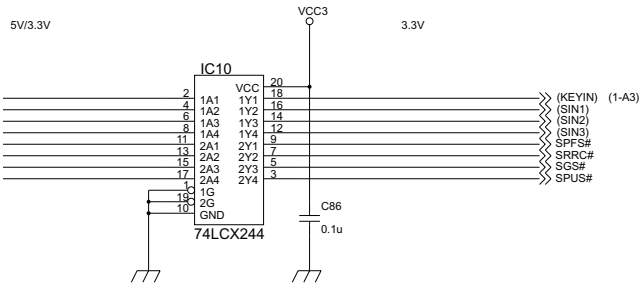 VCC3
5V/3.3V 3.3V
IC10
VCC 20
2 1A1 1Y1 18 (KEYIN) (1-A3)
4 1A2 1Y2 16 (SIN1)
6 1A3 1Y3 14 (SIN2)
8 1A4 1Y4 12 (SIN3)
11 2A1 2Y1 9 SPFS#
13 2A2 2Y2 7 SRRC#
15 2A3 2Y3 5 SGS#
17 2A4 2Y4 3 SPUS#
1 1G
19 2G
10 GND
74LCX244
C86
0.1u